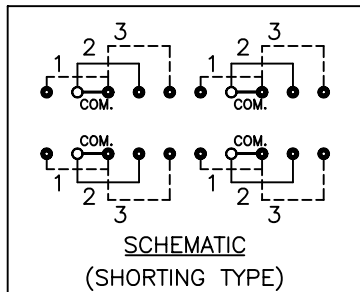 3 3
2 2
1 1
COM. COM.
COM. COM.
1 1
2 2
3 3
SCHEMATIC
(SHORTING TYPE)